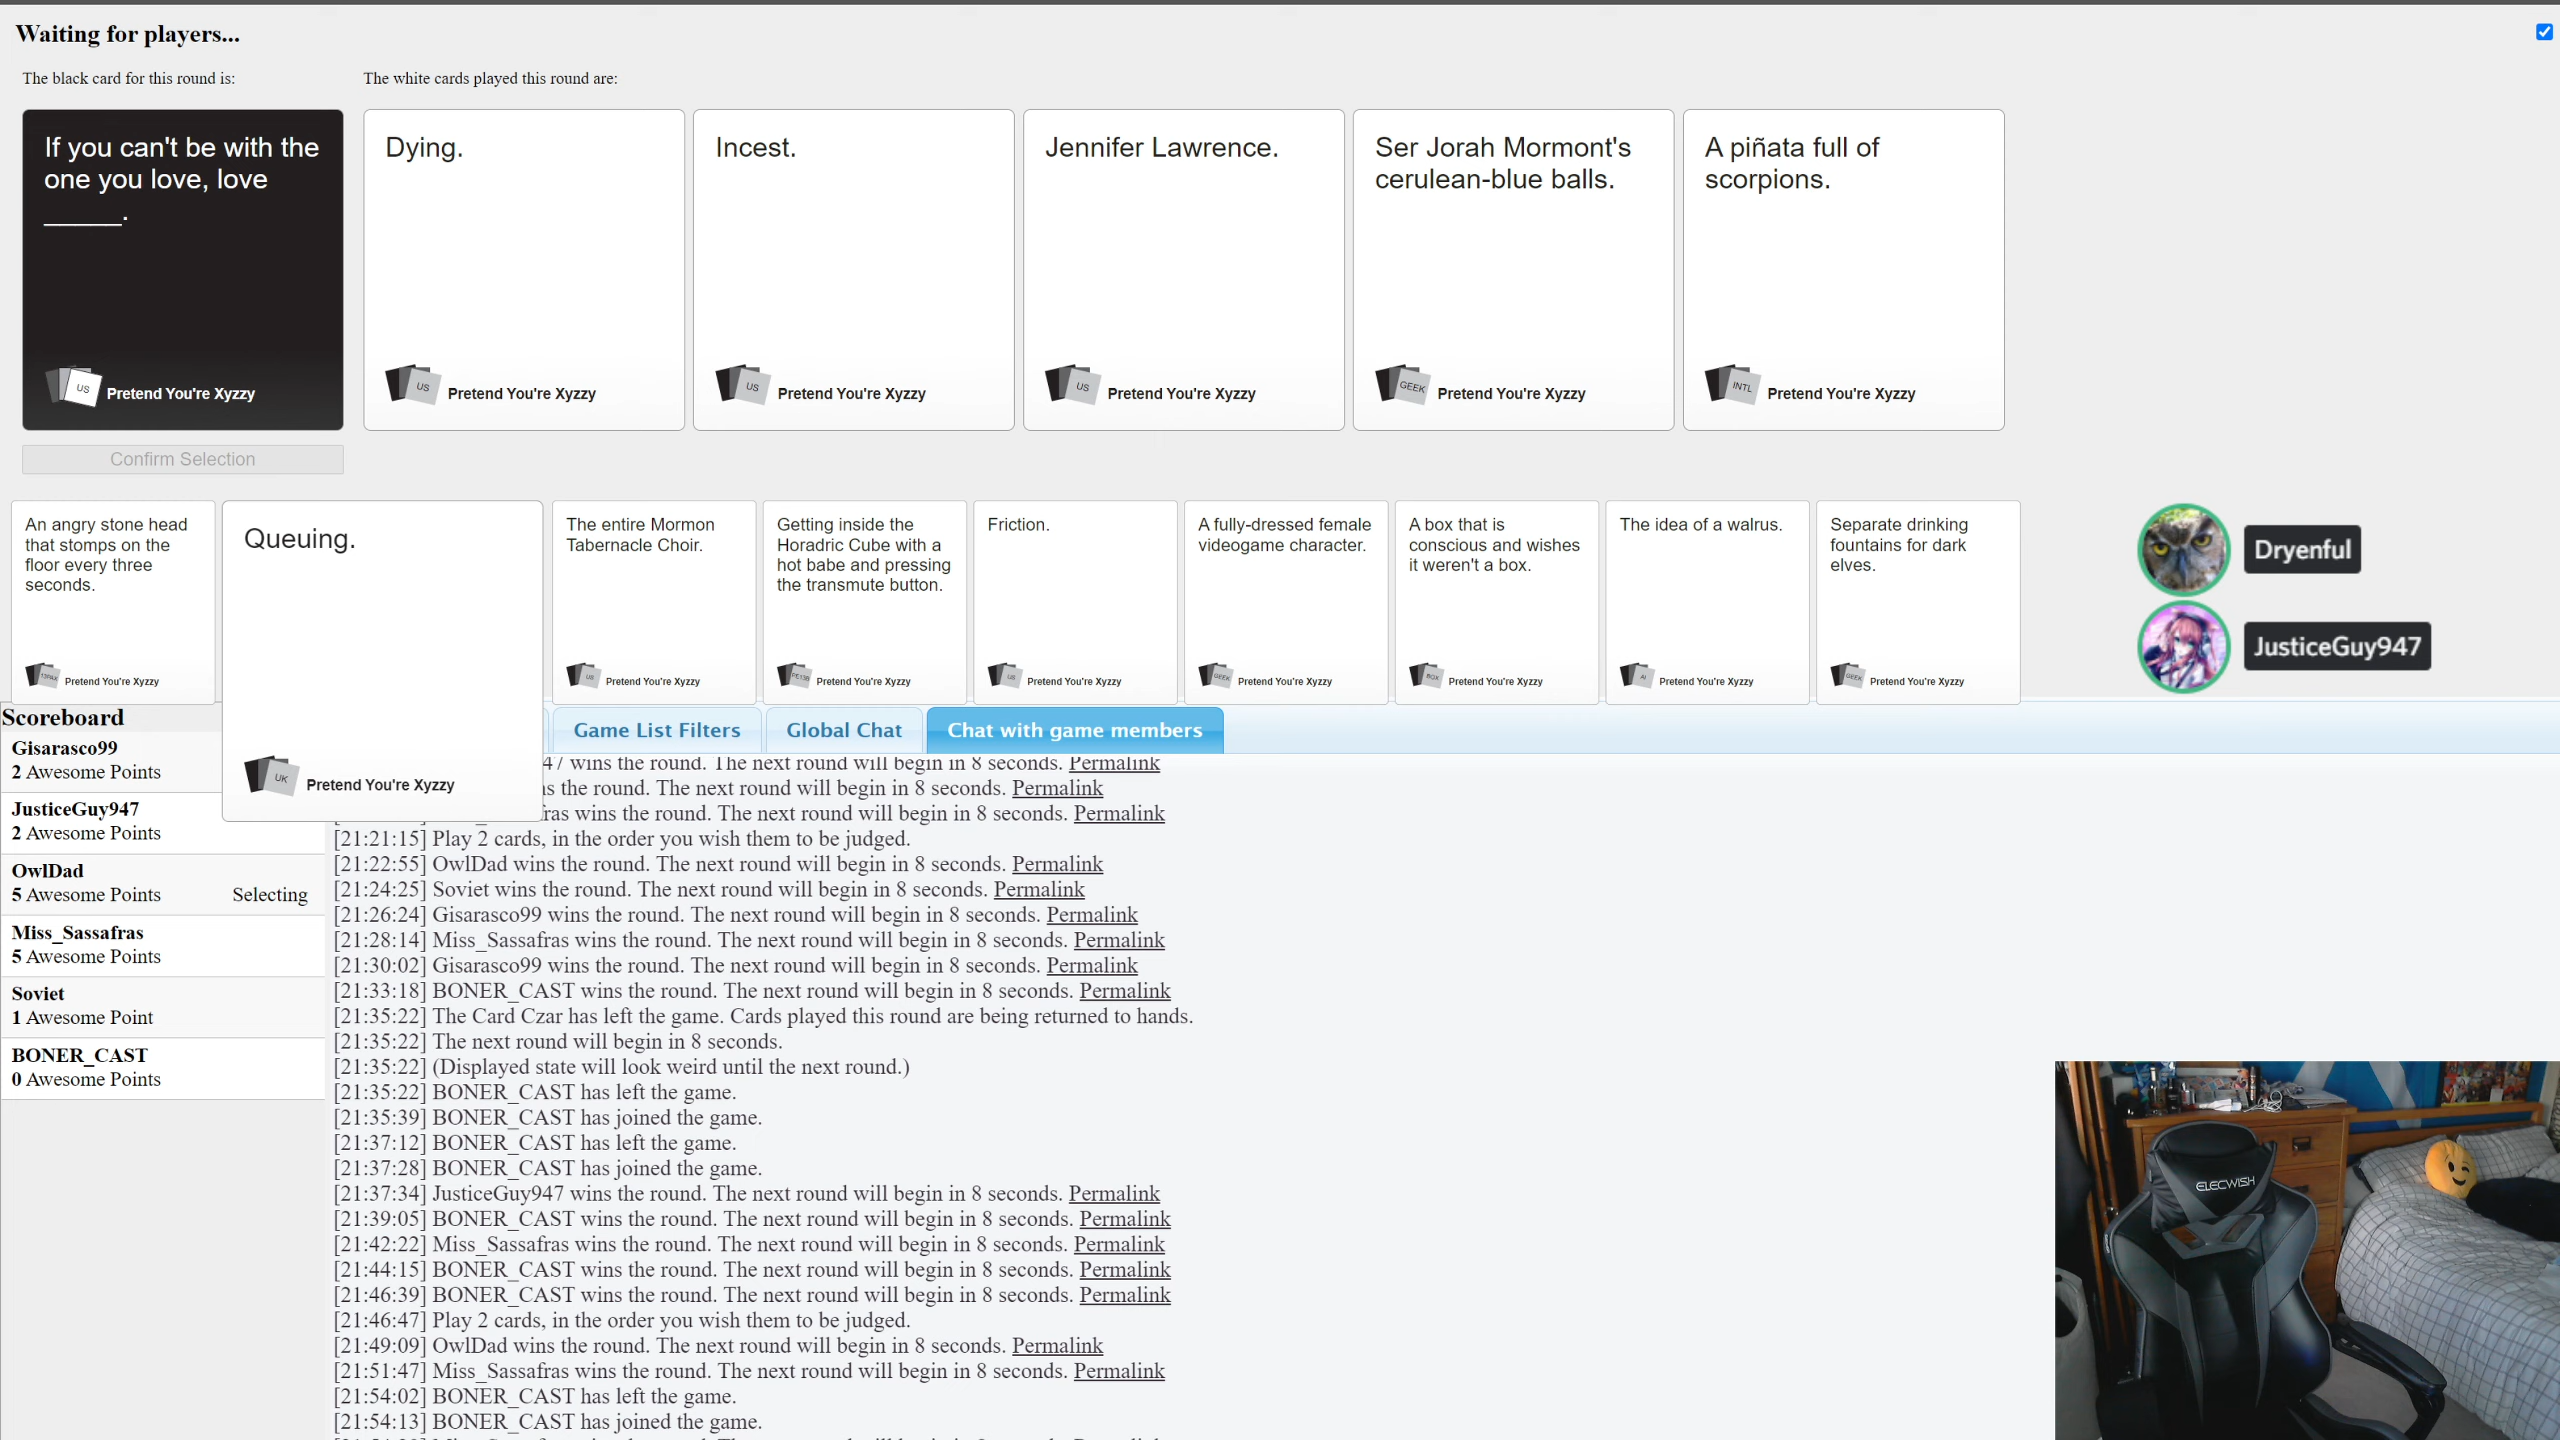 Waiting for players...
The black card for this round is:
The white cards played this round are:
If you can't be with the
one you love, love
_____.
US Pretend You're Xyzzy
Dying.
US Pretend You're Xyzzy
Incest.
US Pretend You're Xyzzy
Jennifer Lawrence.
US Pretend You're Xyzzy
Ser Jorah Mormont's
cerulean-blue balls.
GEEK Pretend You're Xyzzy
A piñata full of
scorpions.
INTL Pretend You're Xyzzy
Confirm Selection
An angry stone head
that stomps on the
floor every three
seconds.
13PAX Pretend You're Xyzzy
Queuing.
UK Pretend You're Xyzzy
The entire Mormon
Tabernacle Choir.
US Pretend You're Xyzzy
Getting inside the
Horadric Cube with a
hot babe and pressing
the transmute button.
PE13B Pretend You're Xyzzy
Friction.
US Pretend You're Xyzzy
A fully-dressed female
videogame character.
GEEK Pretend You're Xyzzy
A box that is
conscious and wishes
it weren't a box.
BOX Pretend You're Xyzzy
The idea of a walrus.
AI Pretend You're Xyzzy
Separate drinking
fountains for dark
elves.
GEEK Pretend You're Xyzzy
Dryenful
JusticeGuy947
Scoreboard
Gisarasco99
2 Awesome Points
JusticeGuy947
2 Awesome Points
OwlDad
5 Awesome Points Selecting
Miss_Sassafras
5 Awesome Points
Soviet
1 Awesome Point
BONER_CAST
0 Awesome Points
Game List Filters
Global Chat
Chat with game members
47 wins the round. The next round will begin in 8 seconds. Permalink
ns the round. The next round will begin in 8 seconds. Permalink
fras wins the round. The next round will begin in 8 seconds. Permalink
[21:21:15] Play 2 cards, in the order you wish them to be judged.
[21:22:55] OwlDad wins the round. The next round will begin in 8 seconds. Permalink
[21:24:25] Soviet wins the round. The next round will begin in 8 seconds. Permalink
[21:26:24] Gisarasco99 wins the round. The next round will begin in 8 seconds. Permalink
[21:28:14] Miss_Sassafras wins the round. The next round will begin in 8 seconds. Permalink
[21:30:02] Gisarasco99 wins the round. The next round will begin in 8 seconds. Permalink
[21:33:18] BONER_CAST wins the round. The next round will begin in 8 seconds. Permalink
[21:35:22] The Card Czar has left the game. Cards played this round are being returned to hands.
[21:35:22] The next round will begin in 8 seconds.
[21:35:22] (Displayed state will look weird until the next round.)
[21:35:22] BONER_CAST has left the game.
[21:35:39] BONER_CAST has joined the game.
[21:37:12] BONER_CAST has left the game.
[21:37:28] BONER_CAST has joined the game.
[21:37:34] JusticeGuy947 wins the round. The next round will begin in 8 seconds. Permalink
[21:39:05] BONER_CAST wins the round. The next round will begin in 8 seconds. Permalink
[21:42:22] Miss_Sassafras wins the round. The next round will begin in 8 seconds. Permalink
[21:44:15] BONER_CAST wins the round. The next round will begin in 8 seconds. Permalink
[21:46:39] BONER_CAST wins the round. The next round will begin in 8 seconds. Permalink
[21:46:47] Play 2 cards, in the order you wish them to be judged.
[21:49:09] OwlDad wins the round. The next round will begin in 8 seconds. Permalink
[21:51:47] Miss_Sassafras wins the round. The next round will begin in 8 seconds. Permalink
[21:54:02] BONER_CAST has left the game.
[21:54:13] BONER_CAST has joined the game.
ELECWISH